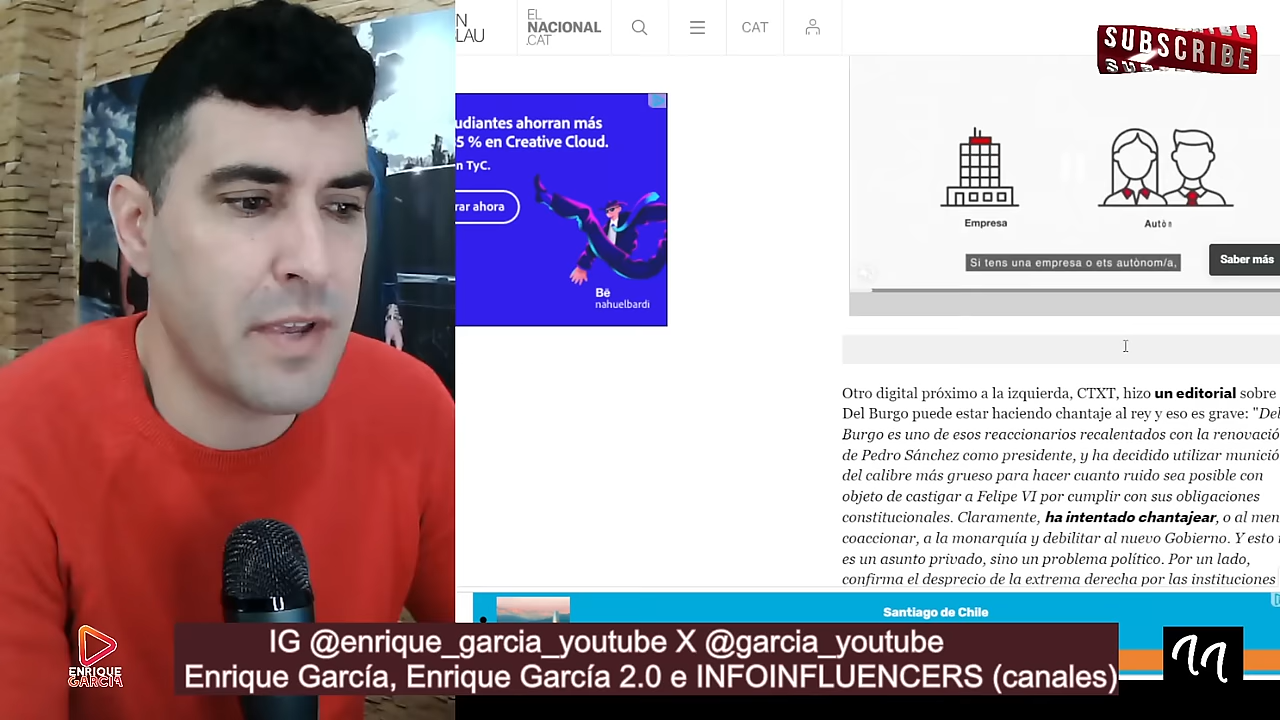 N
LAU
EL
NACIONAL
.CAT
CAT
SUBSCRIBE
udiantes ahorran más
5 % en Creative Cloud.
n TyC.
rar ahora
Bē
nahuelbardi
Empresa
Autòn
Si tens una empresa o ets autònom/a,
Saber más
Otro digital próximo a la izquierda, CTXT, hizo un editorial sobre
Del Burgo puede estar haciendo chantaje al rey y eso es grave: "Del
Burgo es uno de esos reaccionarios recalentados con la renovació
de Pedro Sánchez como presidente, y ha decidido utilizar munició
del calibre más grueso para hacer cuanto ruido sea posible con
objeto de castigar a Felipe VI por cumplir con sus obligaciones
constitucionales. Claramente, ha intentado chantajear, o al men
coaccionar, a la monarquía y debilitar al nuevo Gobierno. Y esto
es un asunto privado, sino un problema político. Por un lado,
confirma el desprecio de la extrema derecha por las instituciones
Santiago de Chile
IG @enrique_garcia_youtube X @garcia_youtube
Enrique García, Enrique García 2.0 e INFOINFLUENCERS (canales)
ENRIQUE
GARCÍA